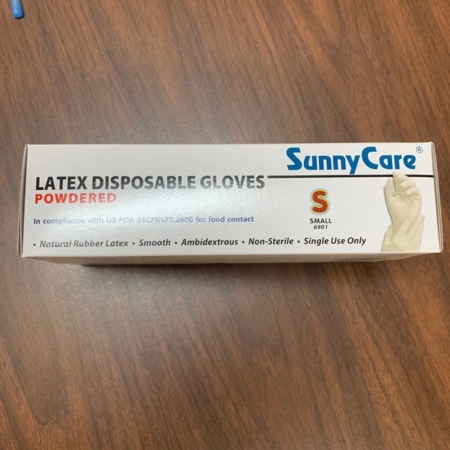 SunnyCare®
LATEX DISPOSABLE GLOVES
POWDERED
In compliance with US FDA 21CFR177.2600 for food contact
S
SMALL
6901
• Natural Rubber Latex • Smooth • Ambidextrous • Non-Sterile • Single Use Only